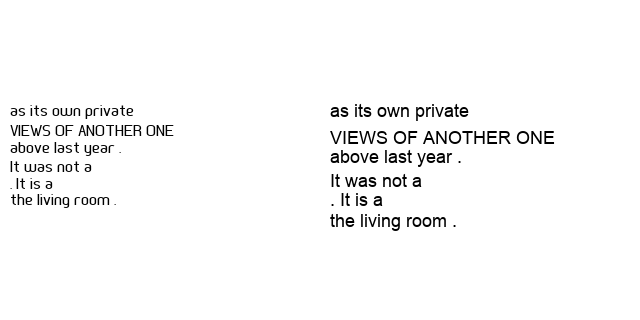 as its own private
VIEWS OF ANOTHER ONE
above last year .
It was not a
. It is a
the living room .
as its own private
VIEWS OF ANOTHER ONE
above last year .
It was not a
. It is a
the living room .